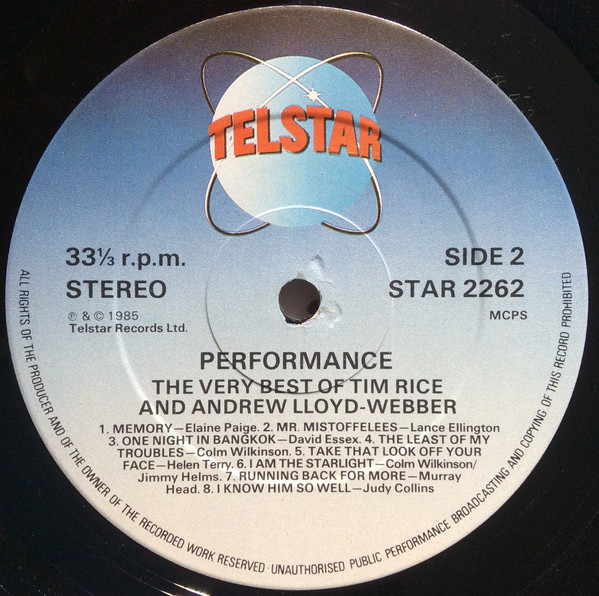 TELSTAR
33⅓ r.p.m.
SIDE 2
STEREO
STAR 2262
℗ & © 1985
Telstar Records Ltd.
MCPS
PERFORMANCE
THE VERY BEST OF TIM RICE
AND ANDREW LLOYD-WEBBER
1. MEMORY—Elaine Paige. 2. MR. MISTOFFELEES—Lance Ellington
3. ONE NIGHT IN BANGKOK—David Essex. 4. THE LEAST OF MY
TROUBLES—Colm Wilkinson. 5. TAKE THAT LOOK OFF YOUR
FACE—Helen Terry. 6. I AM THE STARLIGHT—Colm Wilkinson/
Jimmy Helms. 7. RUNNING BACK FOR MORE—Murray
Head. 8. I KNOW HIM SO WELL—Judy Collins
ALL RIGHTS OF THE PRODUCER AND OF THE OWNER OF THE RECORDED WORK RESERVED · UNAUTHORISED PUBLIC PERFORMANCE BROADCASTING AND COPYING OF THIS RECORD PROHIBITED